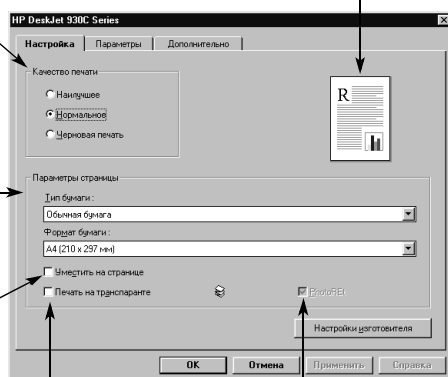 HP DeskJet 930C Series
Настройка Параметры Дополнительно
Качество печати
Наилучшее
Нормальное
Черновая печать
R
Параметры страницы
Тип бумаги :
Обычная бумага
Формат бумаги :
A4 (210 x 297 мм)
Уместить на странице
Печать на транспаранте
PhotoREt
Настройки изготовителя
OK Отмена Применить Справка